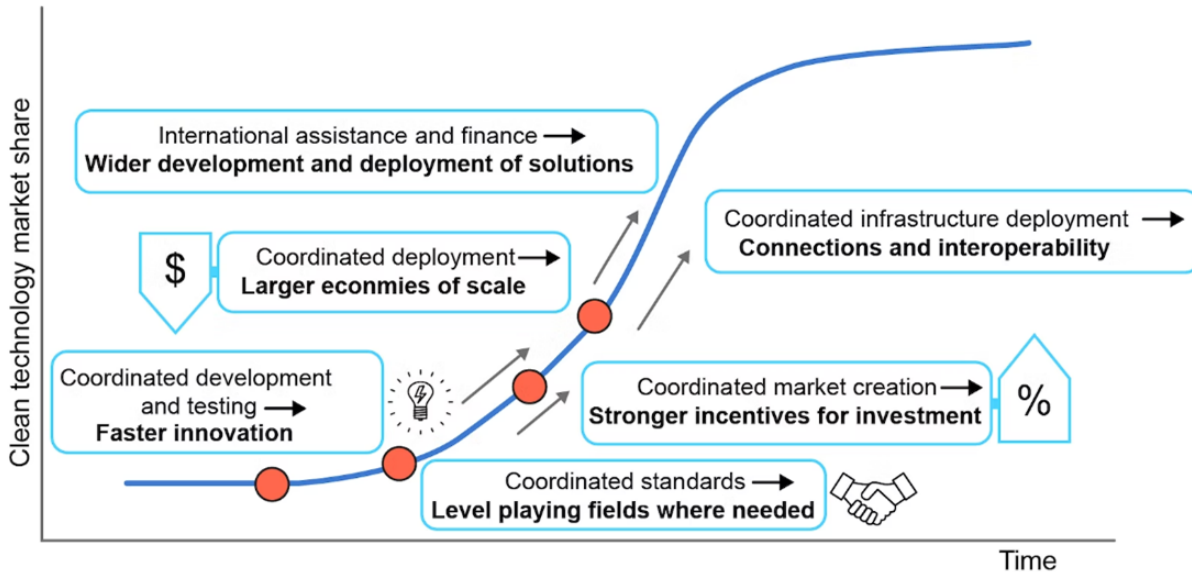 Clean technology market share
International assistance and finance →
Wider development and deployment of solutions
Coordinated infrastructure deployment →
Connections and interoperability
$
Coordinated deployment →
Larger econmies of scale
Coordinated development
and testing →
Faster innovation
Coordinated market creation →
Stronger incentives for investment
%
Coordinated standards →
Level playing fields where needed
Time